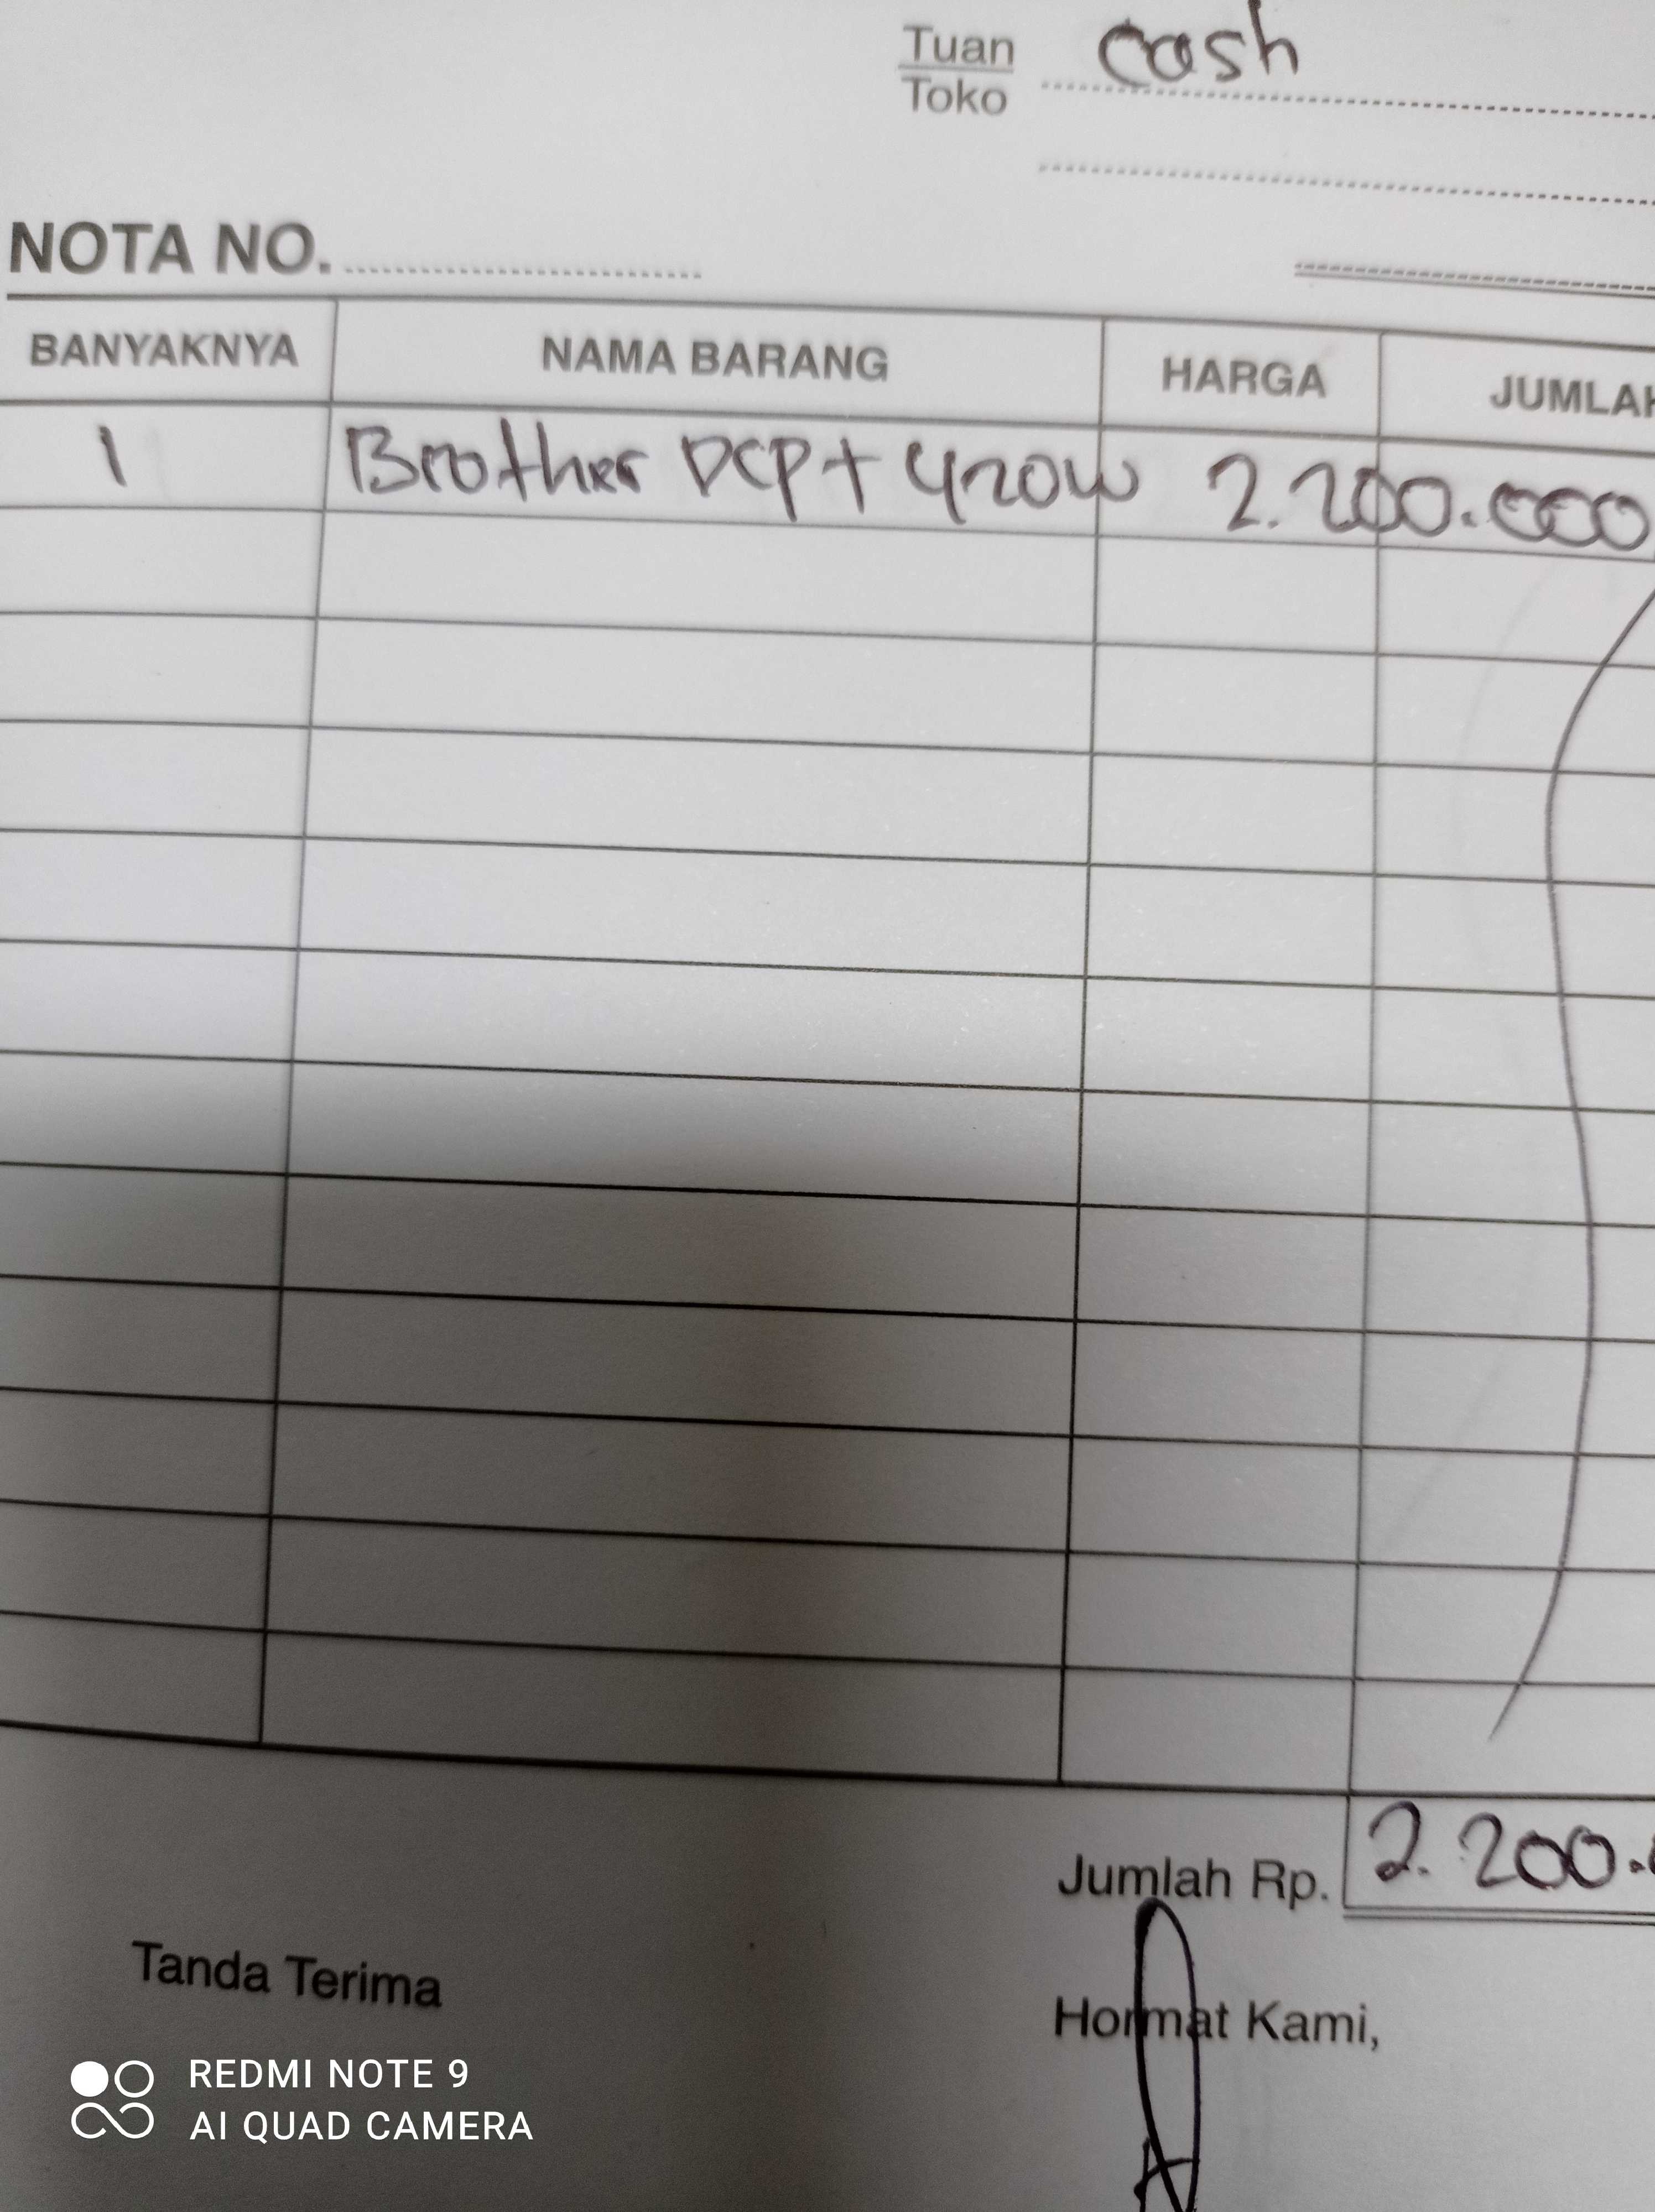 Tuan cash
Toko
NOTA NO.
BANYAKNYA NAMA BARANG HARGA JUMLAH
1 Brother DCP T 420W 2.200.000
Jumlah Rp. 2.200.
Tanda Terima
Hormat Kami,
REDMI NOTE 9
AI QUAD CAMERA